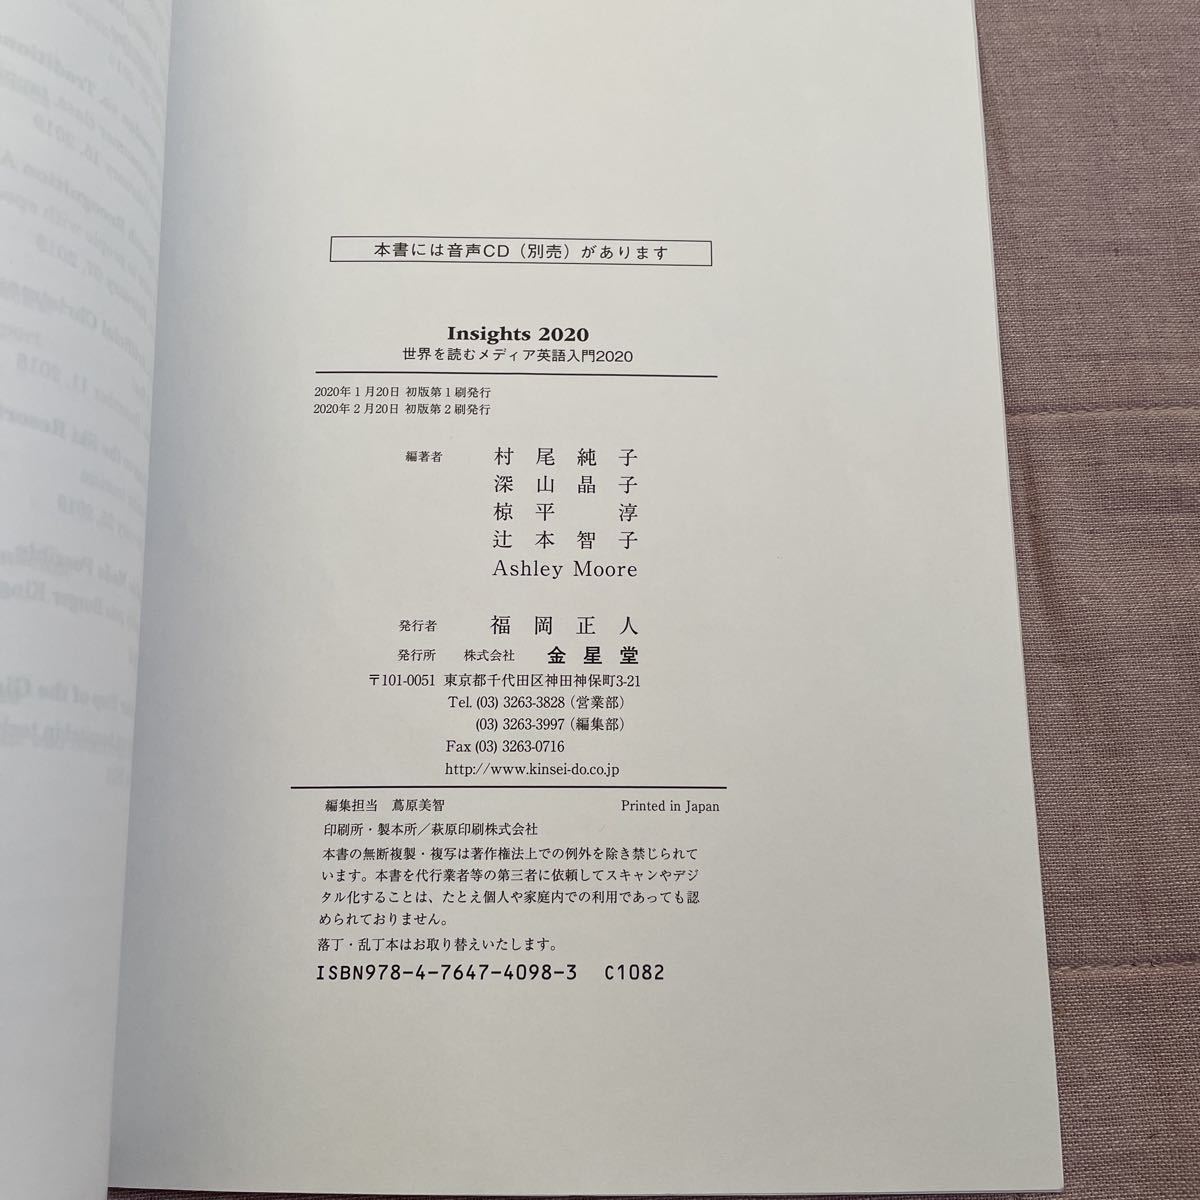 本書には音声CD（別売）があります
Insights 2020
世界を読むメディア英語入門2020
2020年1月20日 初版第1刷発行
2020年2月20日 初版第2刷発行
編著者 村尾純子
深山晶子
椋平 淳
辻本智子
Ashley Moore
発行者 福岡正人
発行所 株式会社 金星堂
〒101-0051 東京都千代田区神田神保町3-21
Tel. (03) 3263-3828（営業部）
(03) 3263-3997（編集部）
Fax (03) 3263-0716
http://www.kinsei-do.co.jp
編集担当 蔦原美智 Printed in Japan
印刷所・製本所／萩原印刷株式会社
本書の無断複製・複写は著作権法上での例外を除き禁じられて
います。本書を代行業者等の第三者に依頼してスキャンやデジ
タル化することは、たとえ個人や家庭内での利用であっても認
められておりません。
落丁・乱丁本はお取り替えいたします。
ISBN978-4-7647-4098-3 C1082